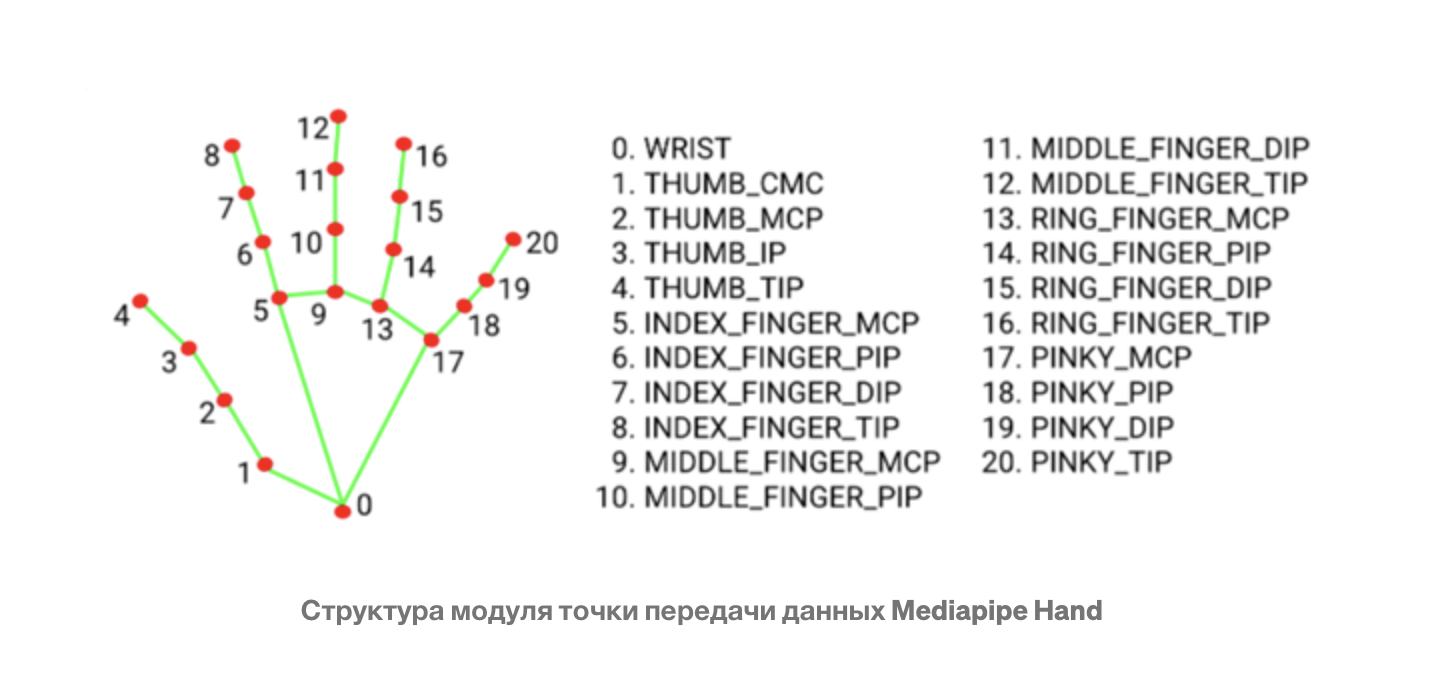 12
8
16
11
7
15
10
6
20
14
19
4
5
9
13
18
3
17
2
1
0
0. WRIST
1. THUMB_CMC
2. THUMB_MCP
3. THUMB_IP
4. THUMB_TIP
5. INDEX_FINGER_MCP
6. INDEX_FINGER_PIP
7. INDEX_FINGER_DIP
8. INDEX_FINGER_TIP
9. MIDDLE_FINGER_MCP
10. MIDDLE_FINGER_PIP
11. MIDDLE_FINGER_DIP
12. MIDDLE_FINGER_TIP
13. RING_FINGER_MCP
14. RING_FINGER_PIP
15. RING_FINGER_DIP
16. RING_FINGER_TIP
17. PINKY_MCP
18. PINKY_PIP
19. PINKY_DIP
20. PINKY_TIP
Структура модуля точки передачи данных Mediapipe Hand